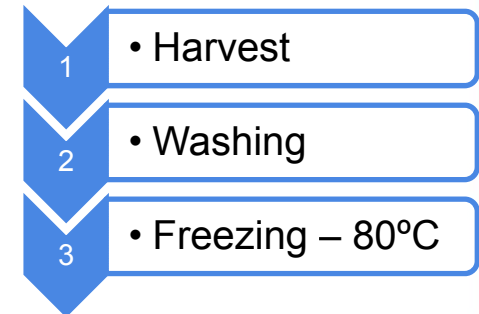 1 • Harvest
2 • Washing
3 • Freezing – 80ºC